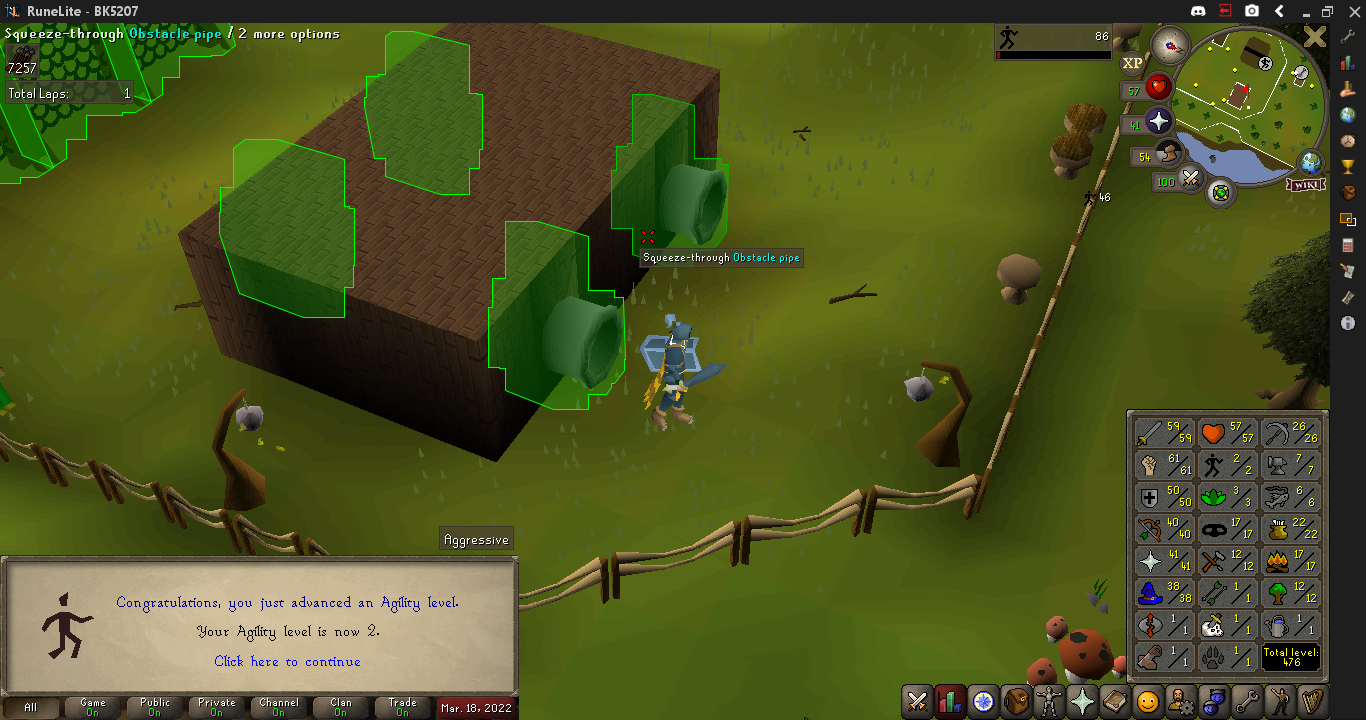 RuneLite - BK5207
Squeeze-through Obstacle pipe / 2 more options
7257
Total Laps: 1
86
XP
57
41
54
100
WIKI
46
Squeeze-through Obstacle pipe
Aggressive
Congratulations, you just advanced an Agility level.
Your Agility level is now 2.
Click here to continue
59/59 57/57 26/26
61/61 2/2 7/7
50/50 3/3 6/6
40/40 17/17 22/22
41/41 12/12 17/17
38/38 1/1 12/12
1/1 1/1 1/1
1/1 1/1 Total level: 476
All Game On Public On Private On Channel On Clan On Trade On Mar. 18, 2022